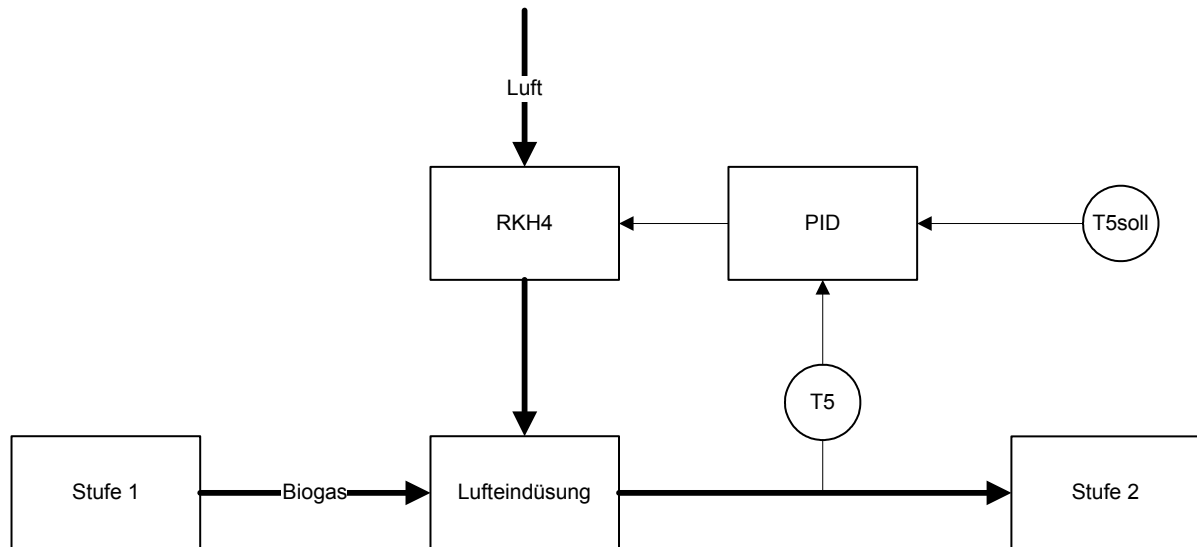 Luft
RKH4
PID
T5soll
T5
Stufe 1
Biogas
Lufteindüsung
Stufe 2